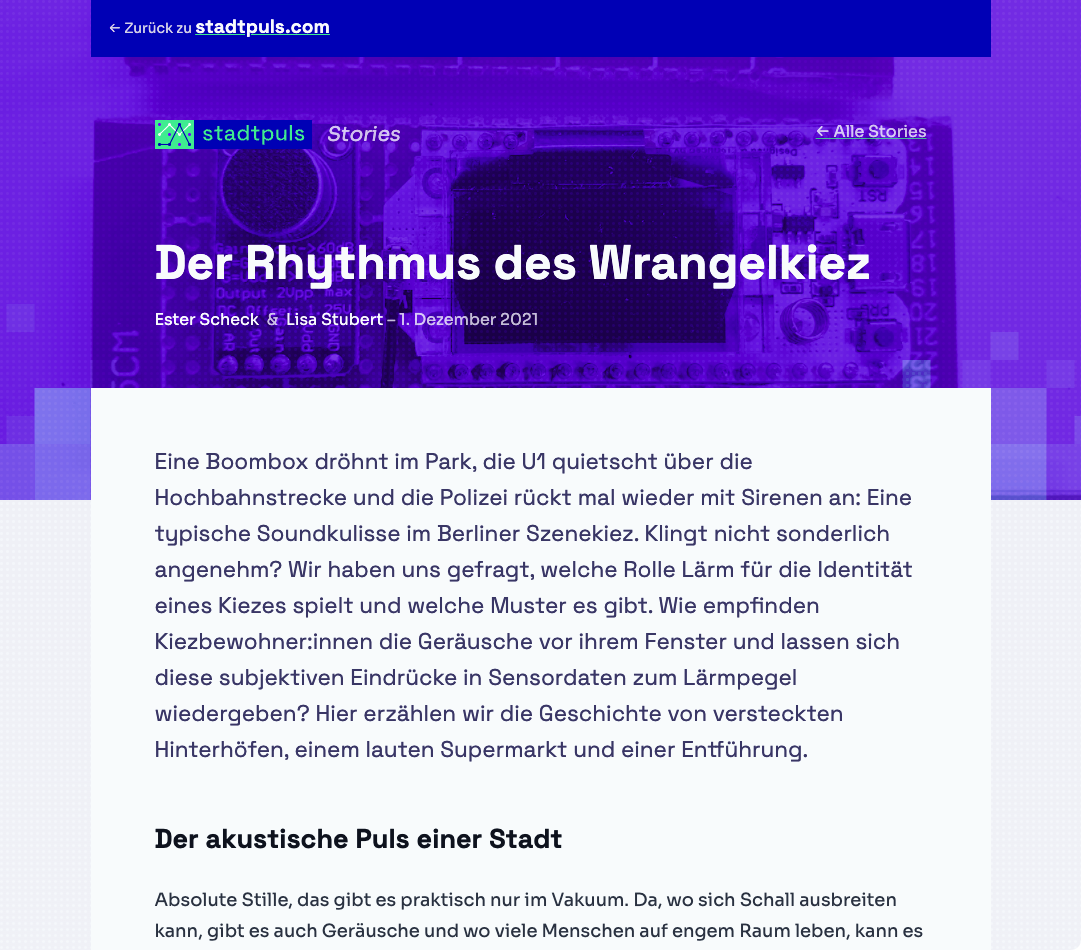 ← Zurück zu stadtpuls.com
stadtpuls Stories
← Alle Stories
Der Rhythmus des Wrangelkiez
Ester Scheck & Lisa Stubert – 1. Dezember 2021
Output 2Vpp max
Eine Boombox dröhnt im Park, die U1 quietscht über die
Hochbahnstrecke und die Polizei rückt mal wieder mit Sirenen an: Eine
typische Soundkulisse im Berliner Szenekiez. Klingt nicht sonderlich
angenehm? Wir haben uns gefragt, welche Rolle Lärm für die Identität
eines Kiezes spielt und welche Muster es gibt. Wie empfinden
Kiezbewohner:innen die Geräusche vor ihrem Fenster und lassen sich
diese subjektiven Eindrücke in Sensordaten zum Lärmpegel
wiedergeben? Hier erzählen wir die Geschichte von versteckten
Hinterhöfen, einem lauten Supermarkt und einer Entführung.
Der akustische Puls einer Stadt
Absolute Stille, das gibt es praktisch nur im Vakuum. Da, wo sich Schall ausbreiten
kann, gibt es auch Geräusche und wo viele Menschen auf engem Raum leben, kann es